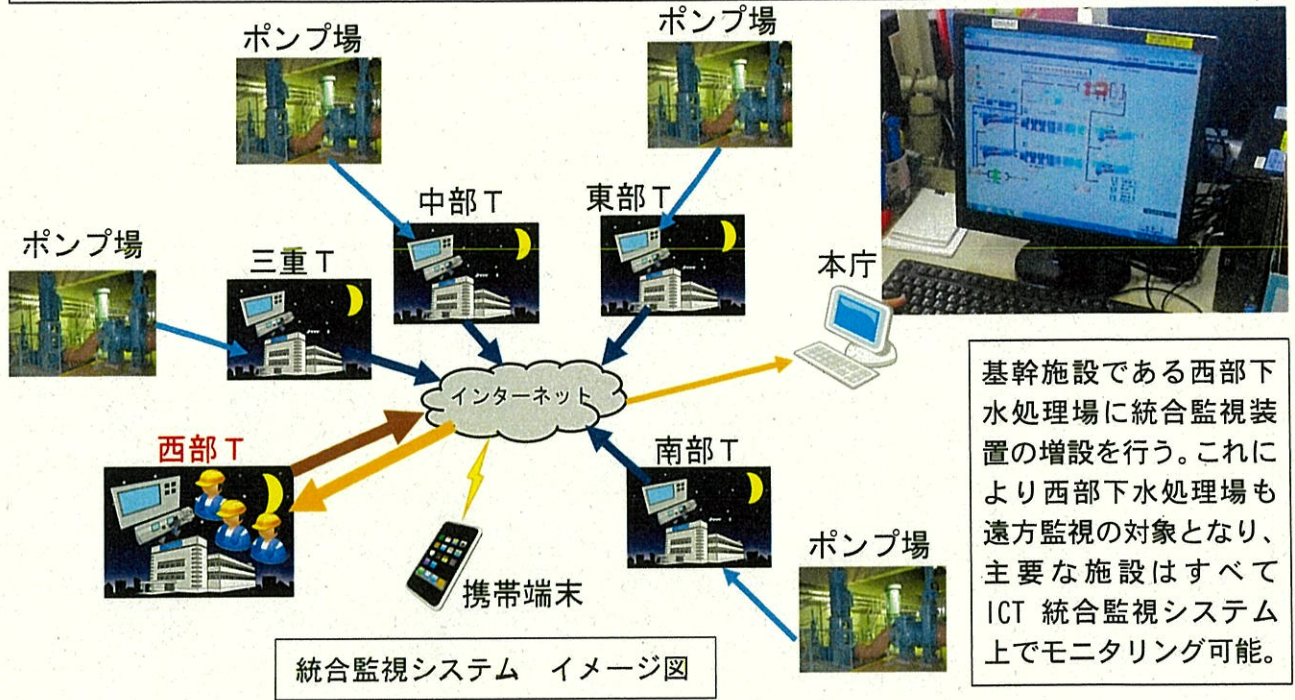 ポンプ場
ポンプ場
中部T
東部T
ポンプ場
三重T
本庁
インターネット
西部T
南部T
携帯端末
ポンプ場
統合監視システム　イメージ図
基幹施設である西部下
水処理場に統合監視装
置の増設を行う。これに
より西部下水処理場も
遠方監視の対象となり、
主要な施設はすべて
ICT 統合監視システム
上でモニタリング可能。